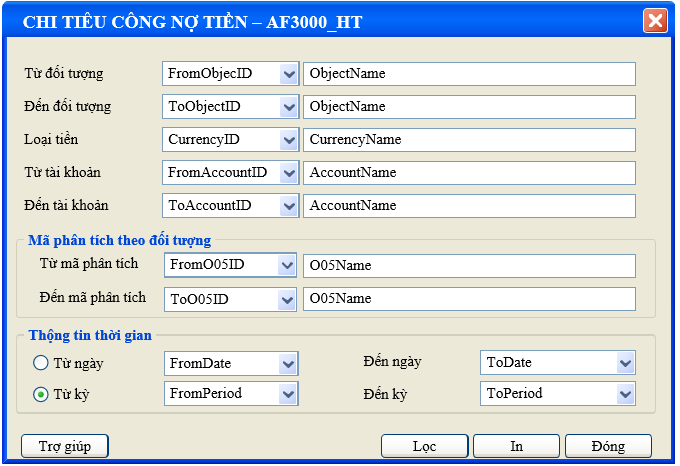 CHI TIÊU CÔNG NỢ TIỀN – AF3000_HT
Từ đối tượng FromObjecID ObjectName
Đến đối tượng ToObjectID ObjectName
Loại tiền CurrencyID CurrencyName
Từ tài khoản FromAccountID AccountName
Đến tài khoản ToAccountID AccountName
Mã phân tích theo đối tượng
Từ mã phân tích FromO05ID O05Name
Đến mã phân tích ToO05ID O05Name
Thộng tin thời gian
Từ ngày FromDate Đến ngày ToDate
Từ kỳ FromPeriod Đến kỳ ToPeriod
Trợ giúp Lọc In Đóng